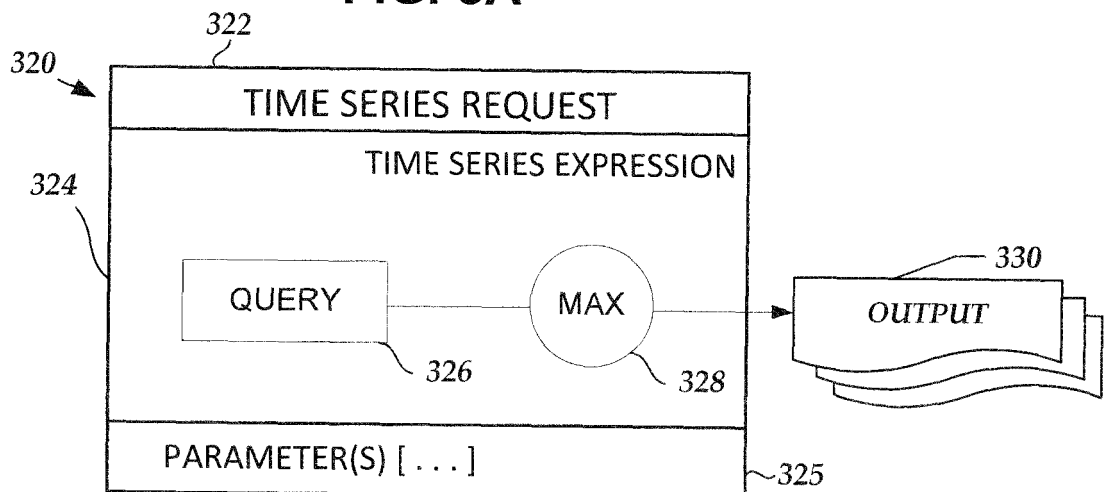 322
320
TIME SERIES REQUEST
TIME SERIES EXPRESSION
324
330
QUERY
MAX
OUTPUT
326
328
PARAMETER(S) [ . . . ]
325